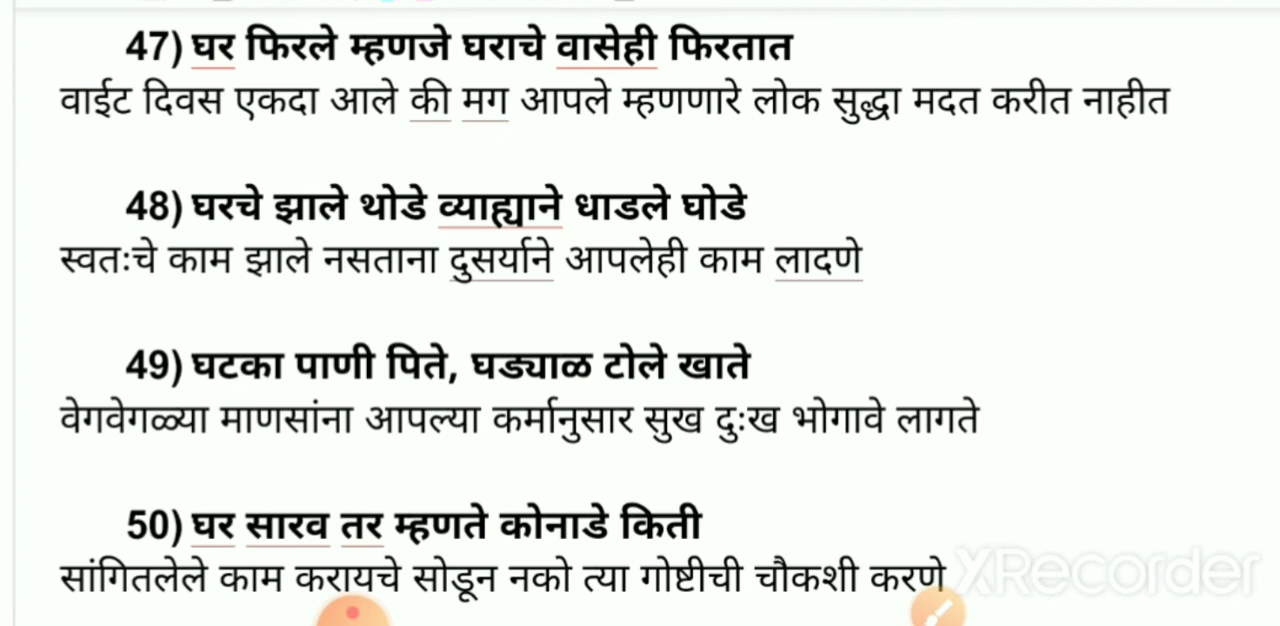 47) घर फिरले म्हणजे घराचे वासेही फिरतात
वाईट दिवस एकदा आले की मग आपले म्हणणारे लोक सुद्धा मदत करीत नाहीत
48) घरचे झाले थोडे व्याह्याने धाडले घोडे
स्वतःचे काम झाले नसताना दुसर्याने आपलेही काम लादणे
49) घटका पाणी पिते, घड्याळ टोले खाते
वेगवेगळ्या माणसांना आपल्या कर्मानुसार सुख दुःख भोगावे लागते
50) घर सारव तर म्हणते कोनाडे किती
सांगितलेले काम करायचे सोडून नको त्या गोष्टीची चौकशी करणे
XRecorder